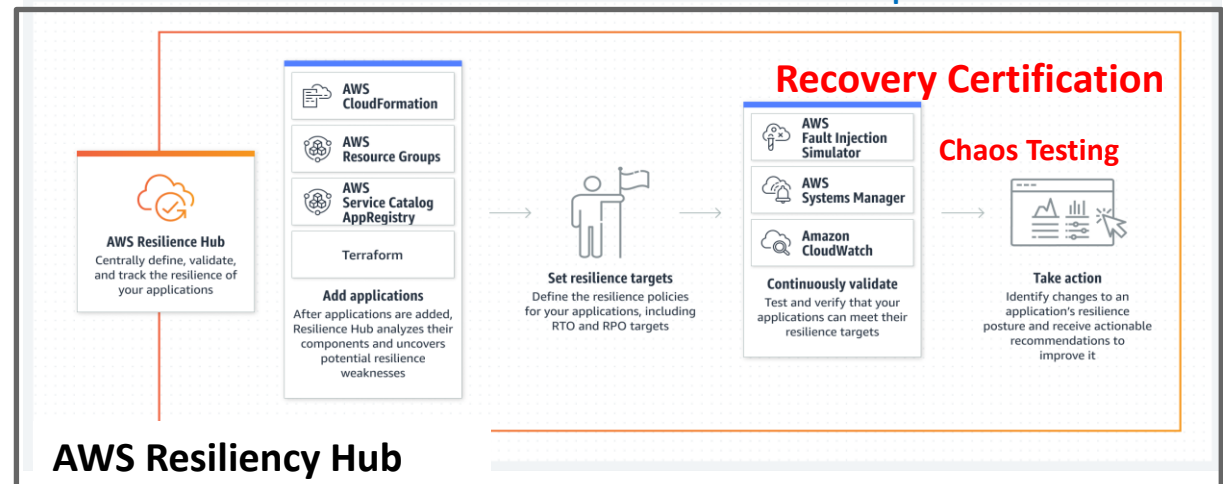 AWS Resilience Hub
Centrally define, validate,
and track the resilience of
your applications
AWS
CloudFormation
AWS
Resource Groups
AWS
Service Catalog
AppRegistry
Terraform
Add applications
After applications are added,
Resilience Hub analyzes their
components and uncovers
potential resilience
weaknesses
Set resilience targets
Define the resilience policies
for your applications, including
RTO and RPO targets
Recovery Certification
AWS
Fault Injection
Simulator
AWS
Systems Manager
Amazon
CloudWatch
Continuously validate
Test and verify that your
applications can meet their
resilience targets
Chaos Testing
Take action
Identify changes to an
application's resilience
posture and receive actionable
recommendations to
improve it
AWS Resiliency Hub